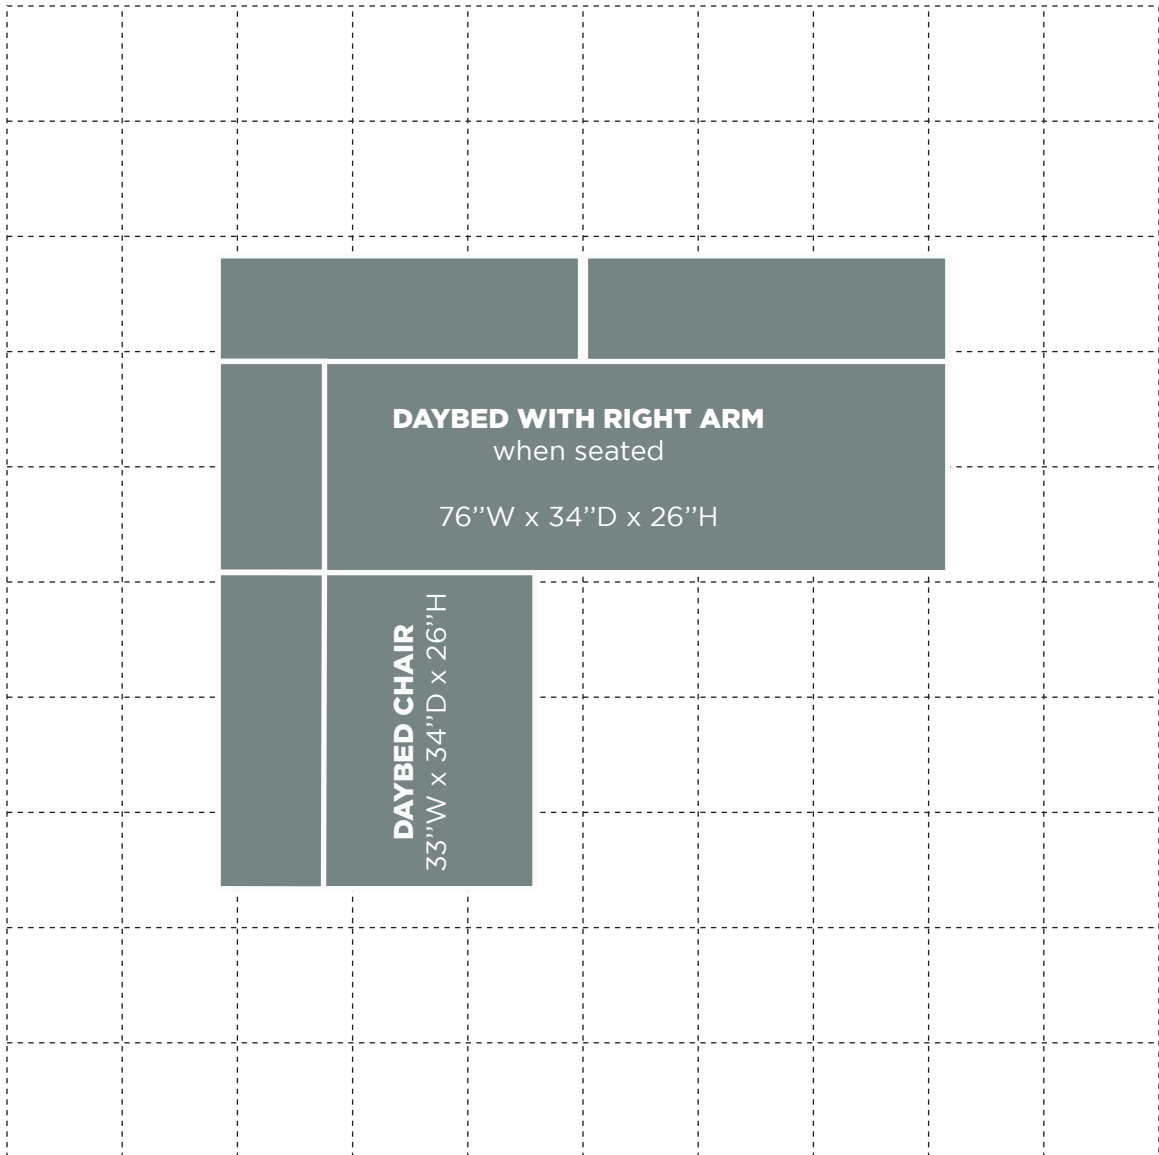 DAYBED WITH RIGHT ARM
when seated
76’’W x 34’’D x 26’’H
DAYBED CHAIR
33’’W x 34’’D x 26’’H